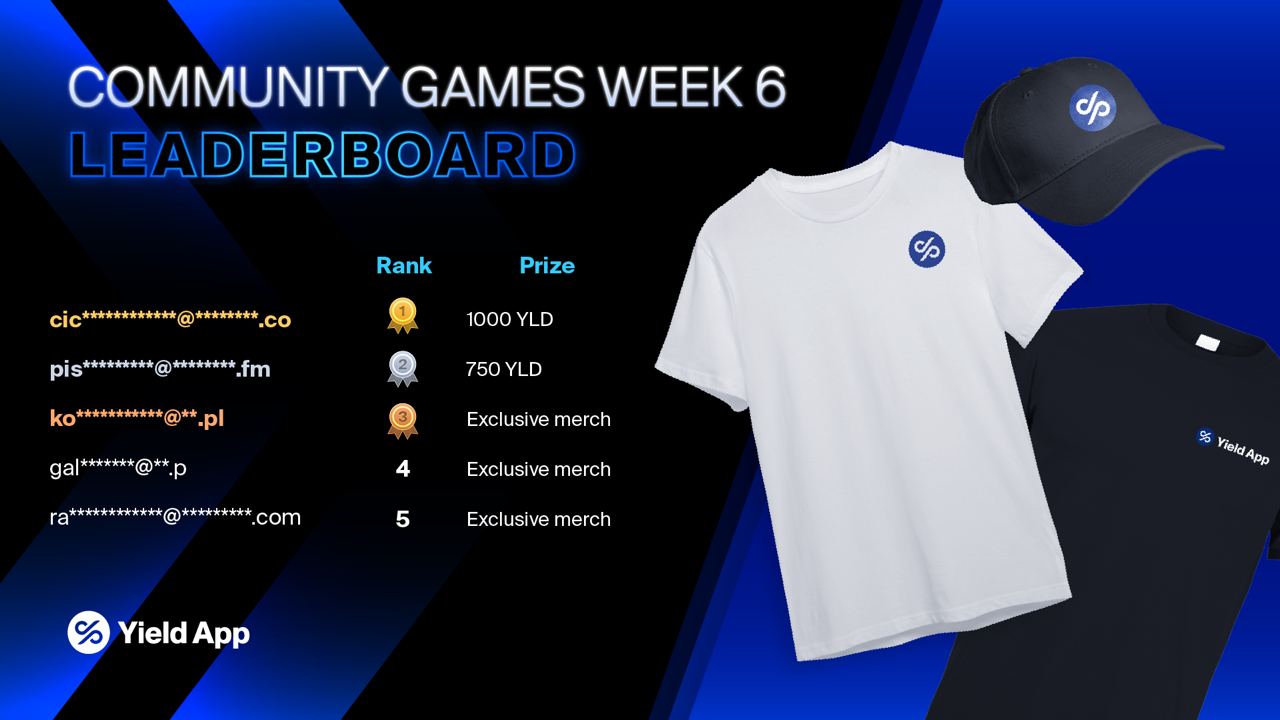 COMMUNITY GAMES WEEK 6
LEADERBOARD
Rank Prize
cic************@********.co 1 1000 YLD
pis*********@********.fm 2 750 YLD
ko***********@**.pl 3 Exclusive merch
gal*******@**.p 4 Exclusive merch
ra************@*********.com 5 Exclusive merch
Yield App
Yield App